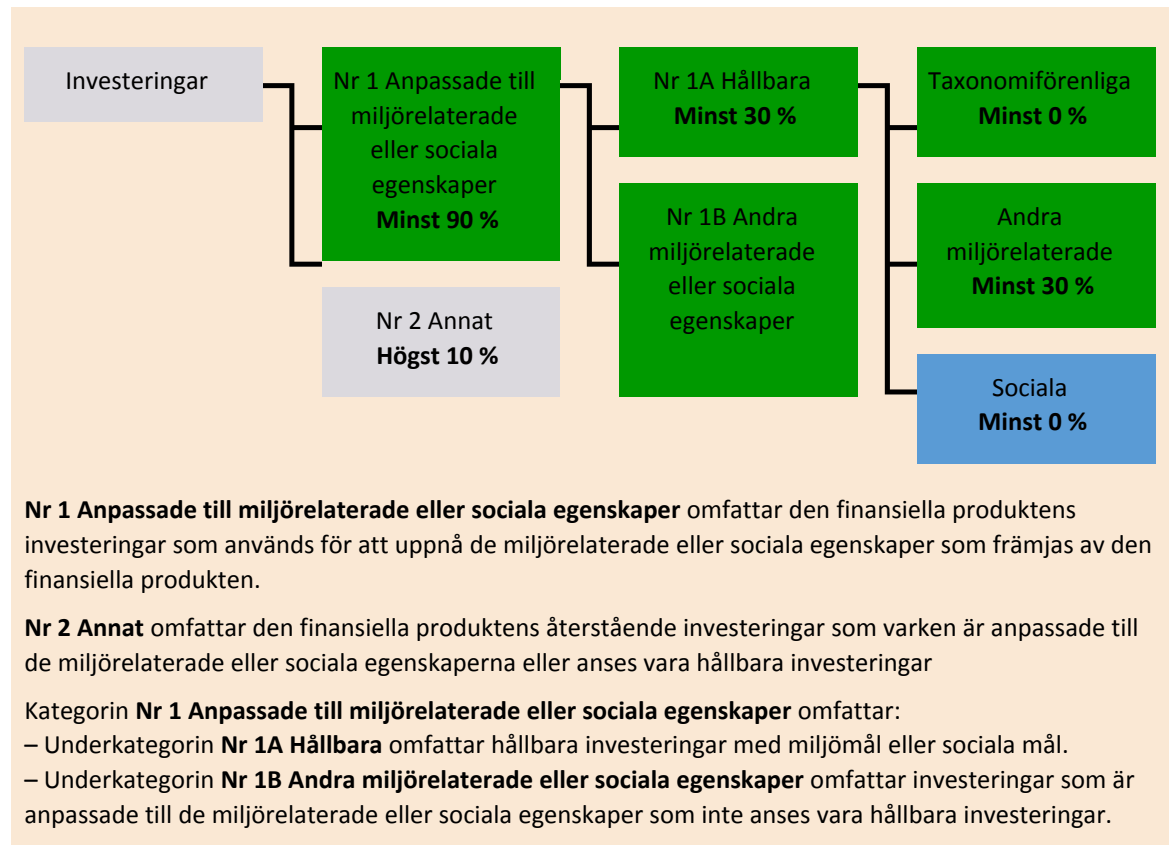 Investeringar
Nr 1 Anpassade till
miljörelaterade
eller sociala
egenskaper
Minst 90 %
Nr 2 Annat
Högst 10 %
Nr 1A Hållbara
Minst 30 %
Nr 1B Andra
miljörelaterade
eller sociala
egenskaper
Taxonomiförenliga
Minst 0 %
Andra
miljörelaterade
Minst 30 %
Sociala
Minst 0 %
Nr 1 Anpassade till miljörelaterade eller sociala egenskaper omfattar den finansiella produktens
investeringar som används för att uppnå de miljörelaterade eller sociala egenskaper som främjas av den
finansiella produkten.
Nr 2 Annat omfattar den finansiella produktens återstående investeringar som varken är anpassade till
de miljörelaterade eller sociala egenskaperna eller anses vara hållbara investeringar
Kategorin Nr 1 Anpassade till miljörelaterade eller sociala egenskaper omfattar:
– Underkategorin Nr 1A Hållbara omfattar hållbara investeringar med miljömål eller sociala mål.
– Underkategorin Nr 1B Andra miljörelaterade eller sociala egenskaper omfattar investeringar som är
anpassade till de miljörelaterade eller sociala egenskaper som inte anses vara hållbara investeringar.